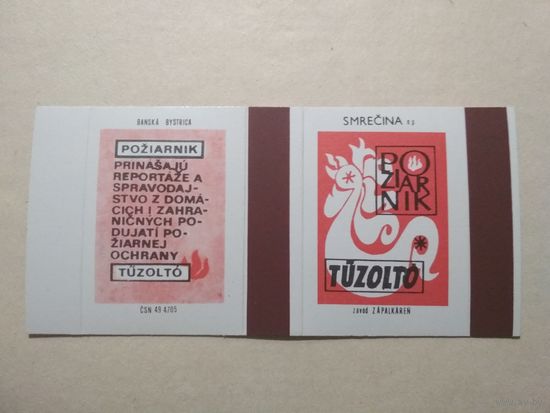 BANSKÁ BYSTRICA
POŽIARNIK
PRINÁŠAJÚ
REPORTÁŽE A
SPRAVODAJ-
STVO Z DOMÁ-
CICH I ZAHRA-
NIČNÝCH PO-
DUJATÍ PO-
ŽIARNEJ
OCHRANY
TŰZOLTÓ
ČSN 49 4705
SMREČINA n.p.
PO
ŽIAR
NIK
TŰZOLTÓ
závod ZÁPALKÁREŇ